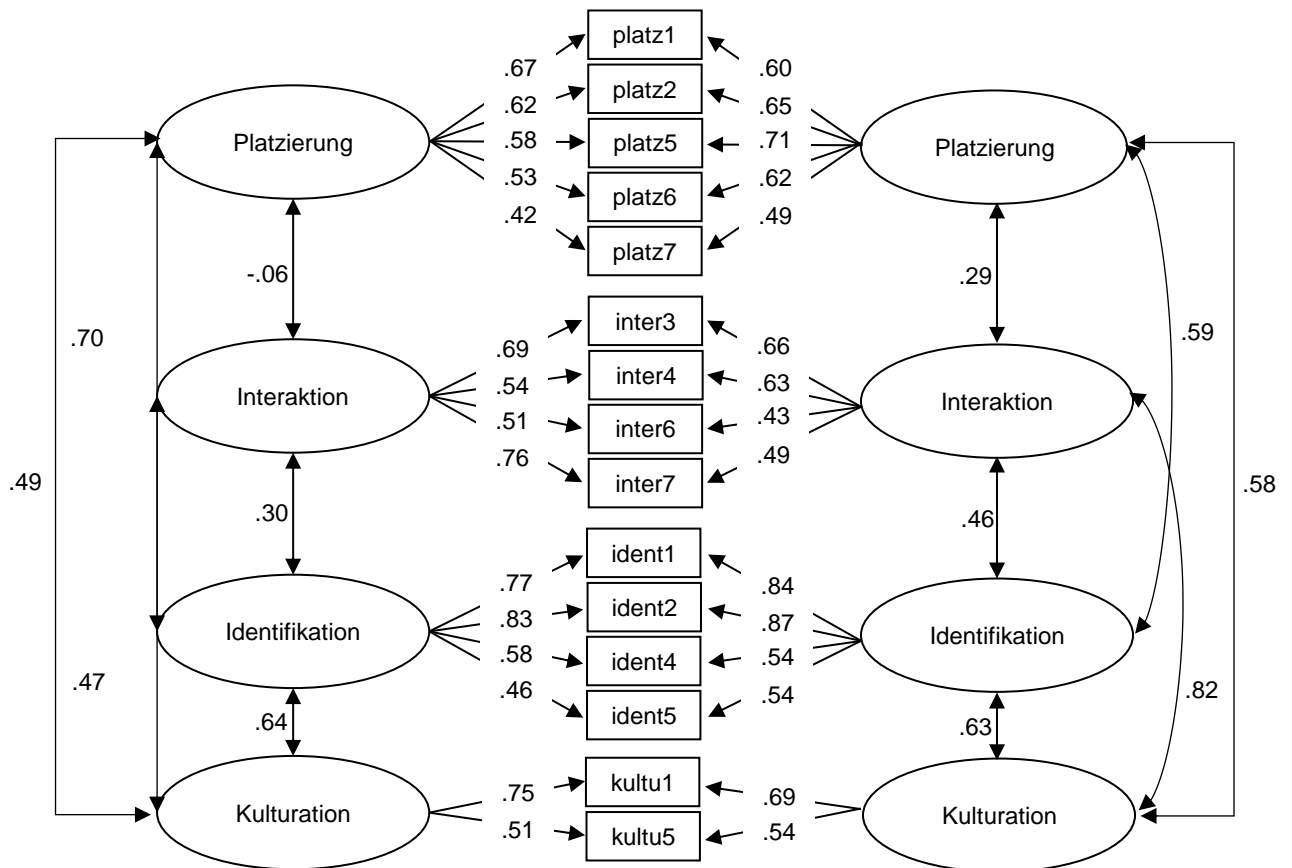 platz1
.67 .60
platz2
.62 .65
Platzierung .58 platz5 .71 Platzierung
.53 platz6 .62
.42 .49
platz7
-.06 .29
inter3
.70 .69 .66 .59
inter4
Interaktion .54 .63 Interaktion
.51 inter6 .43
.76 .49
.49 inter7 .58
.30 .46
ident1
.77 .84
ident2
.83 .87
Identifikation .58 ident4 .54 Identifikation
.47 .46 ident5 .54 .82
.64 .63
kultu1
.75 .69
Kulturation .51 kultu5 .54 Kulturation